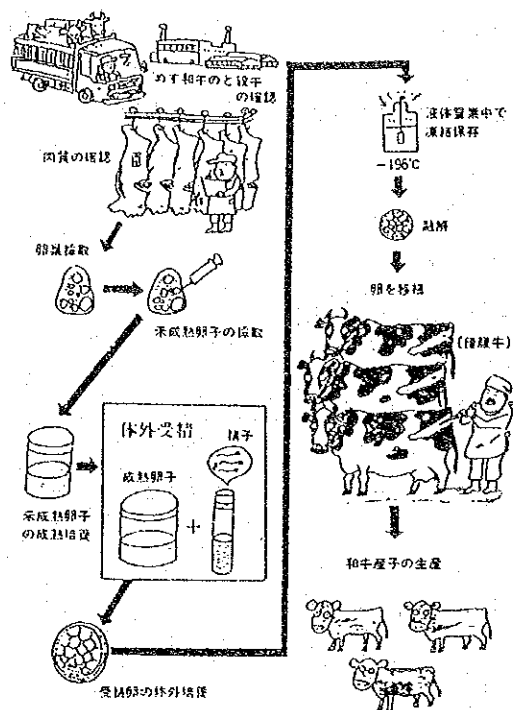 めす和牛のと殺牛
の確認
肉質の確認
卵巣採取
未成熟卵子の採取
未成熟卵子
の成熟培養
体外受精
精子
成熟卵子
+
受精卵の体外培養
液体窒素中で
凍結保存
-196℃
融解
卵を移植
(借腹牛)
和牛産子の生産